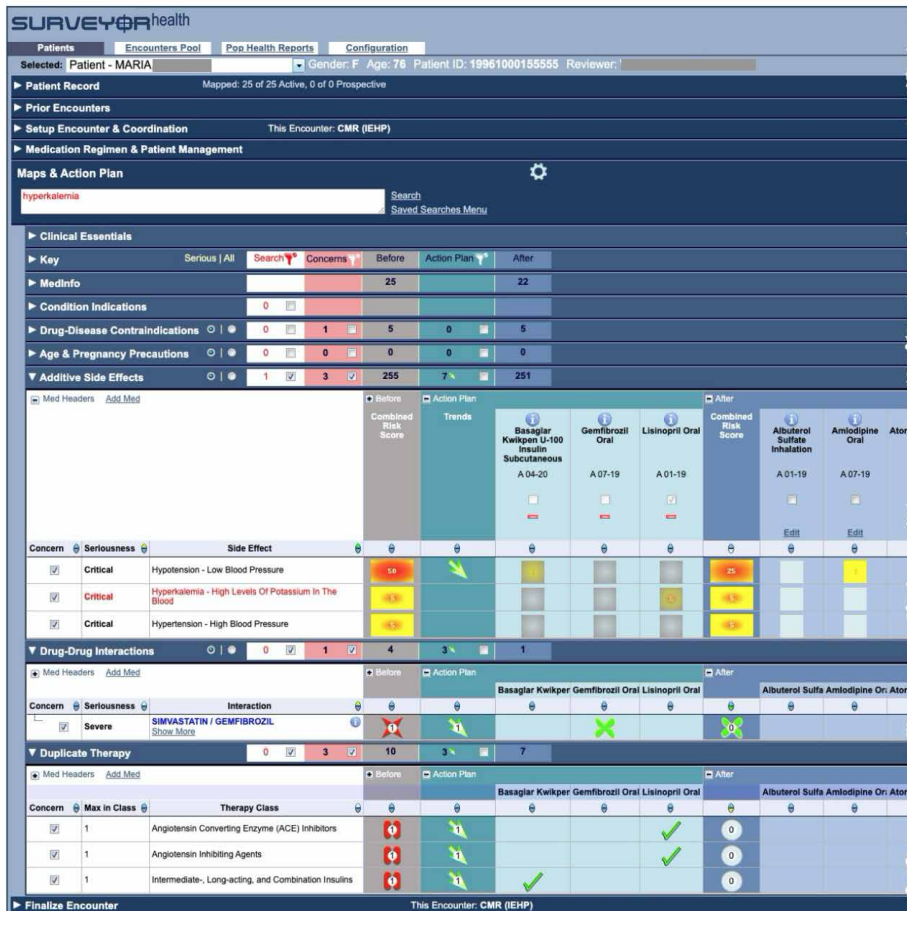 SURVEYOR health
Patients Encounters Pool Pop Health Reports Configuration
Selected: Patient - MARIA Gender: F Age: 76 Patient ID: 19961000155555 Reviewer:
Patient Record Mapped: 25 of 25 Active, 0 of 0 Prospective
Prior Encounters
Setup Encounter & Coordination This Encounter: CMR (IEHP)
Medication Regimen & Patient Management
Maps & Action Plan
hyperkalemia
Search
Saved Searches Menu
Clinical Essentials
Key Serious | All Search Concerns Before Action Plan After
MedInfo 25 22
Condition Indications 0
Drug-Disease Contraindications 0 1 5 0 5
Age & Pregnancy Precautions 0 0 0 0 0
Additive Side Effects 1 3 255 7 251
Med Headers Add Med Before Action Plan After
Combined Risk Score Trends Basaglar Kwikpen U-100 Insulin Subcutaneous Gemfibrozil Oral Lisinopril Oral Combined Risk Score Albuterol Sulfate Inhalation Amlodipine Oral Ator
A 04-20 A 07-19 A 01-19 A 01-19 A 07-19
Edit Edit
Concern Seriousness Side Effect
Critical Hypotension - Low Blood Pressure 50 25
Critical Hyperkalemia - High Levels Of Potassium In The Blood
Critical Hypertension - High Blood Pressure
Drug-Drug Interactions 0 1 4 3 1
Med Headers Add Med Before Action Plan After
Basaglar Kwikper Gemfibrozil Oral Lisinopril Oral Albuterol Sulfa Amlodipine Or Ator
Concern Seriousness Interaction
Severe SIMVASTATIN / GEMFIBROZIL 1 1 0
Show More
Duplicate Therapy 0 3 10 3 7
Med Headers Add Med Before Action Plan After
Basaglar Kwikper Gemfibrozil Oral Lisinopril Oral Albuterol Sulfa Amlodipine Or Ator
Concern Max in Class Therapy Class
1 Angiotensin Converting Enzyme (ACE) Inhibitors 1 1 0
1 Angiotensin Inhibiting Agents 1 1 0
1 Intermediate-, Long-acting, and Combination Insulins 1 1 0
Finalize Encounter This Encounter: CMR (IEHP)